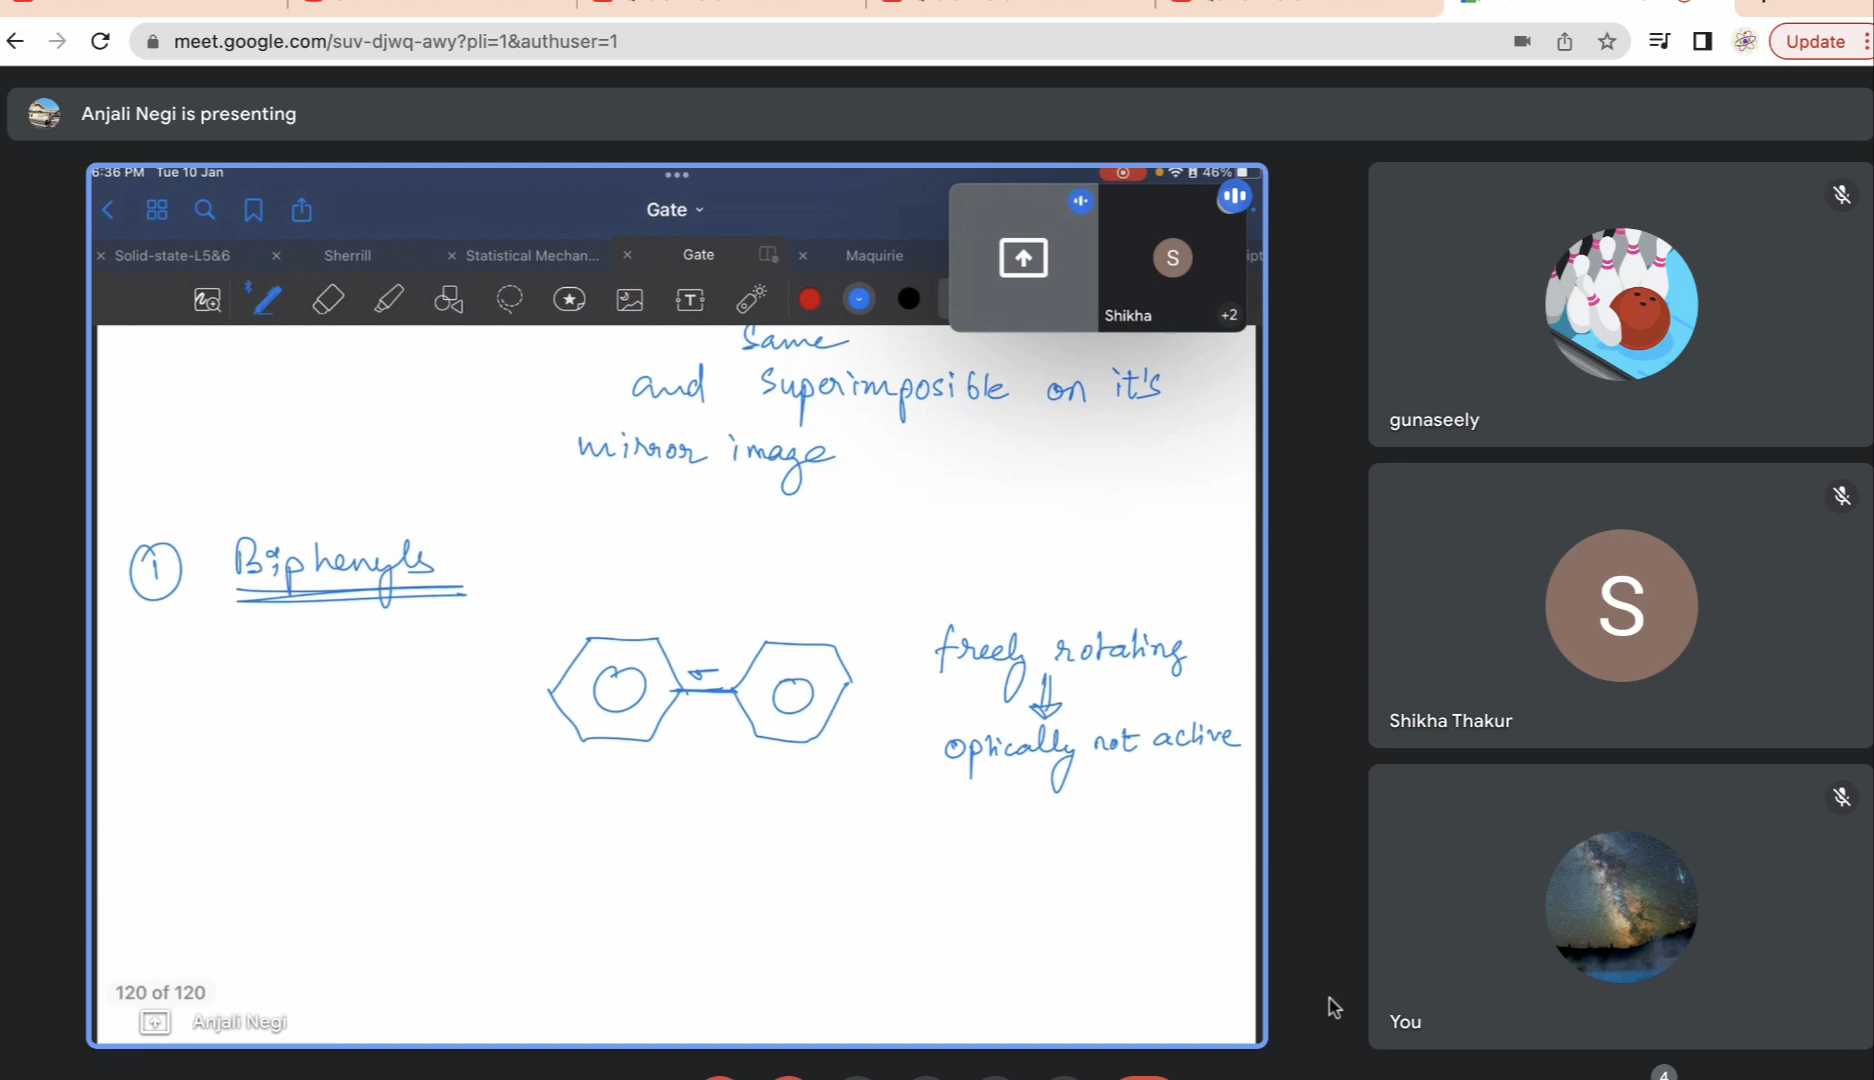 meet.google.com/suv-djwq-awy?pli=1&authuser=1
Update
Anjali Negi is presenting
6:36 PM Tue 10 Jan
46%
Gate
Solid-state-L5&6
Sherrill
Statistical Mechan...
Gate
Maquirie
ipt
S
Shikha
+2
Same
and Superimposible on it's
mirror image
1 Biphenyls
σ
freely rotating
optically not active
120 of 120
Anjali Negi
gunaseely
S
Shikha Thakur
You
4